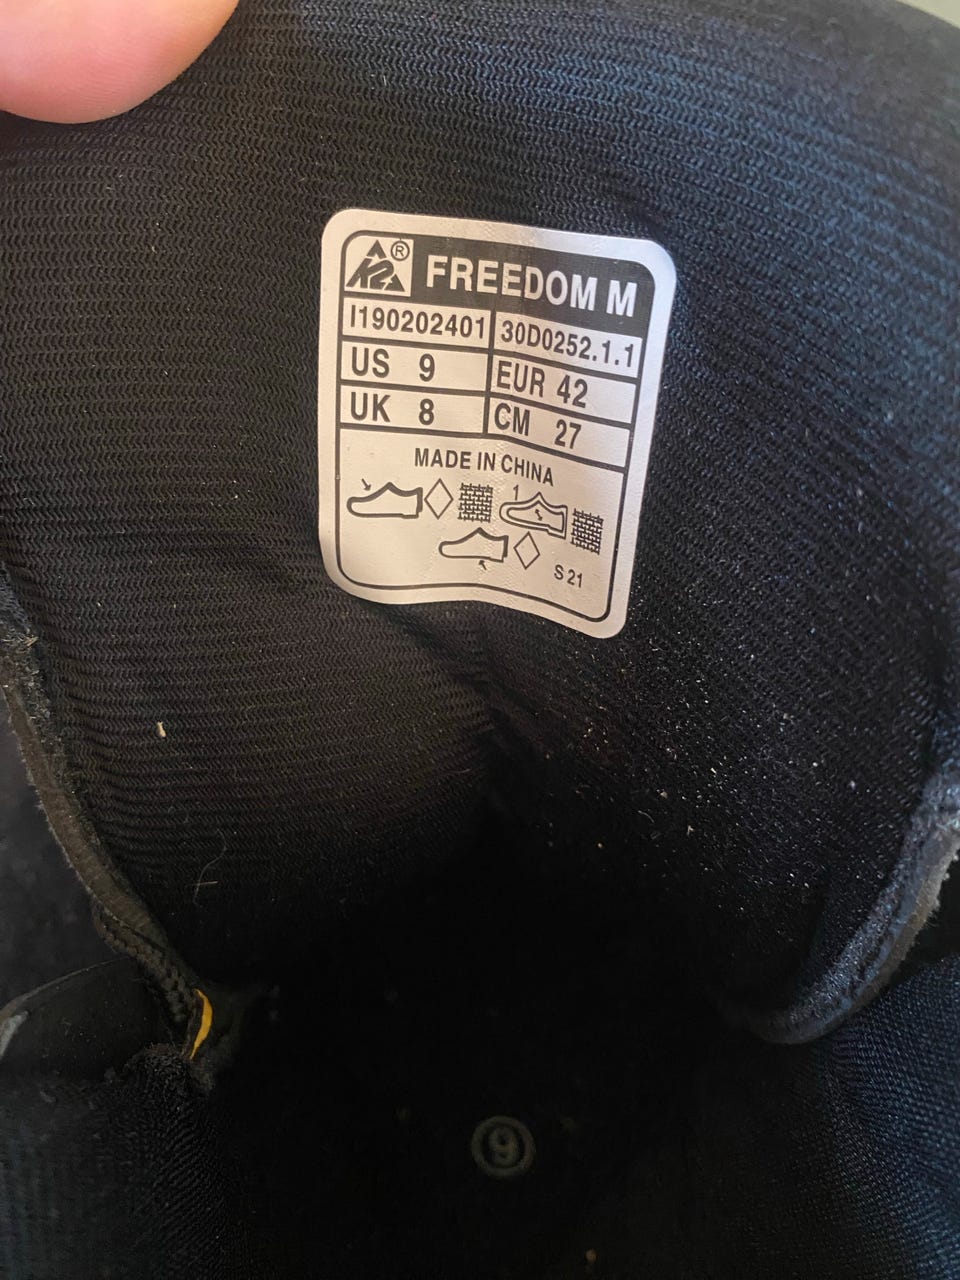 K2® FREEDOM M
I190202401 30D0252.1.1
US 9 EUR 42
UK 8 CM 27
MADE IN CHINA
1
S 21
9